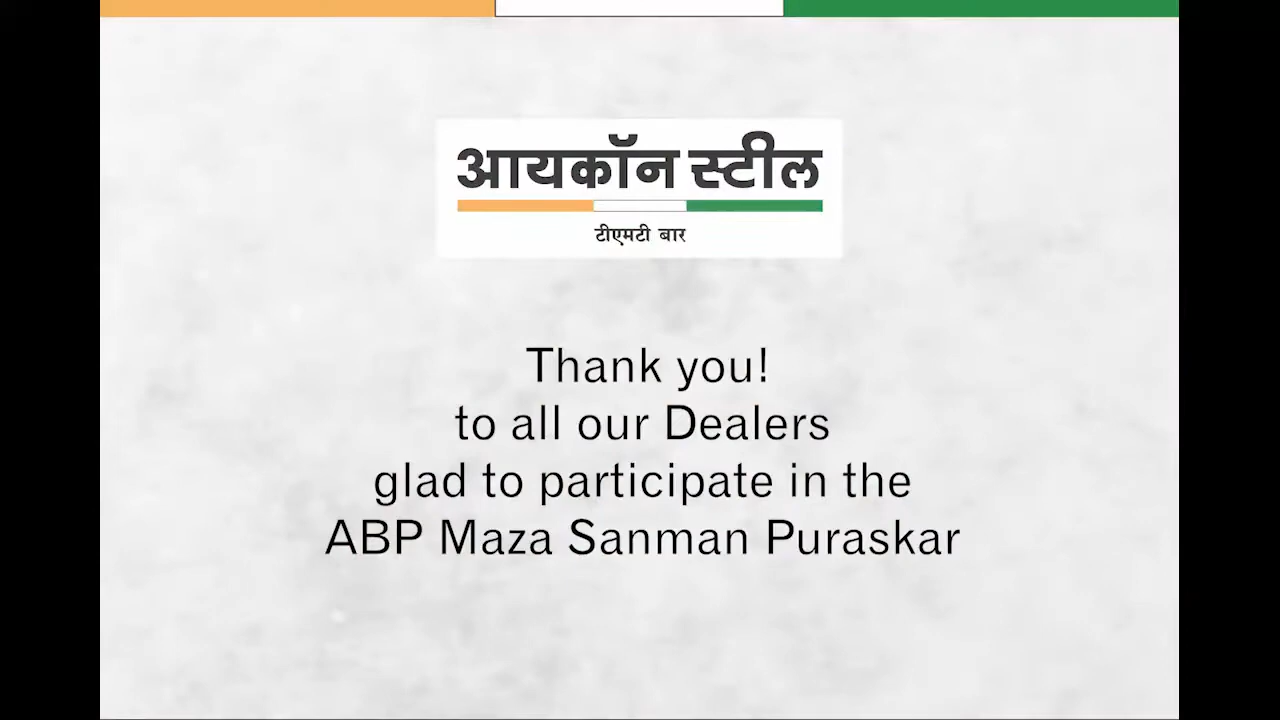 आयकॉन स्टील
टीएमटी बार
Thank you!
to all our Dealers
glad to participate in the
ABP Maza Sanman Puraskar